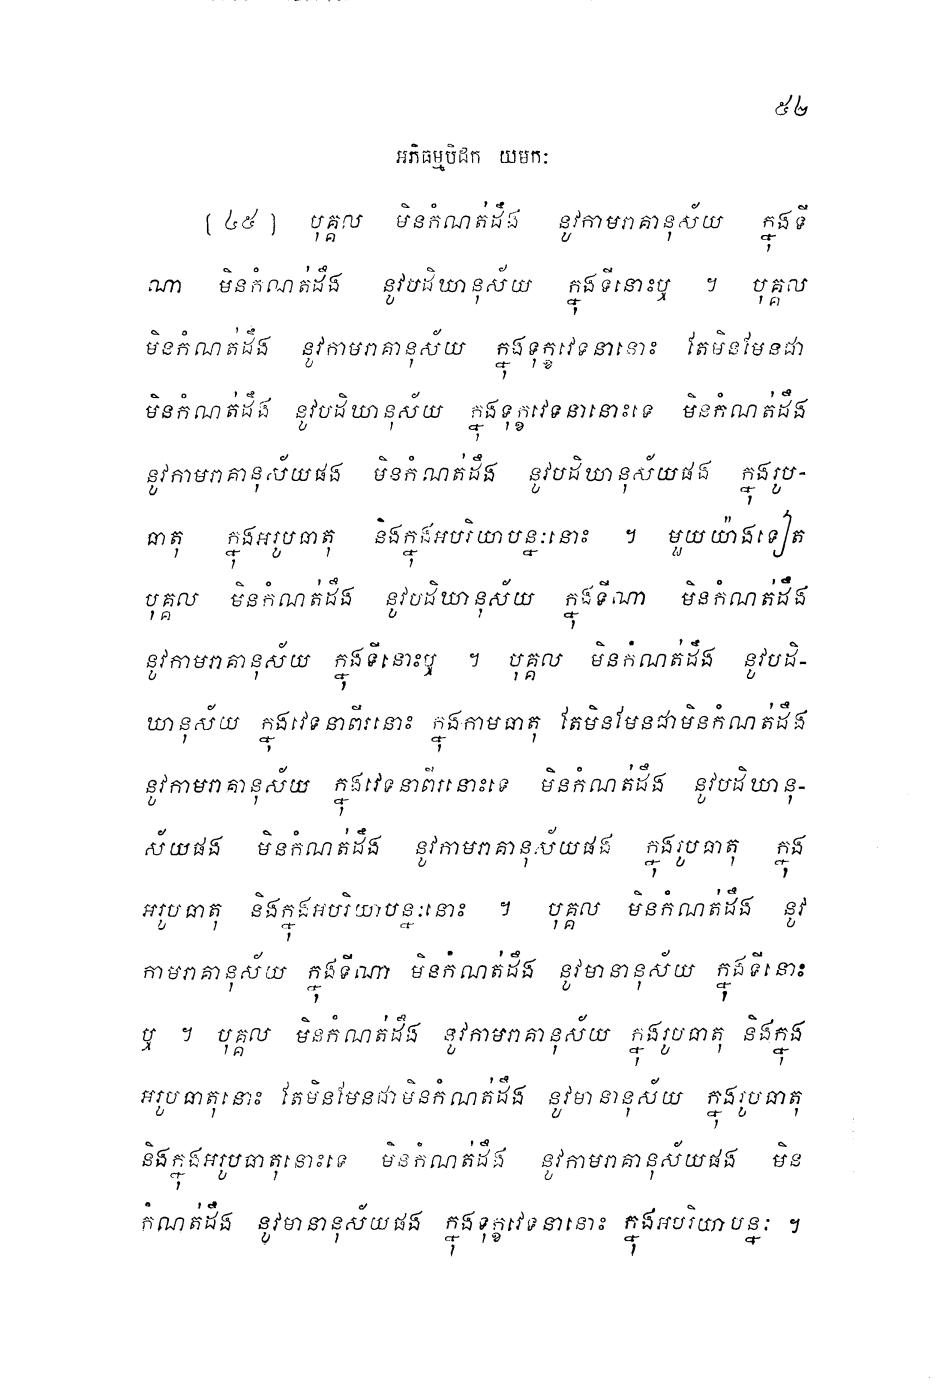 ៥២
អភិធម្មបិដក យមកៈ
[ ៤៥ ] បុគ្គល មិនកំណត់ដឹង នូវកាមរាគានុស័យ ក្នុងទី
ណា មិនកំណត់ដឹង នូវបដិឃានុស័យ ក្នុងទីនោះឬ ។ បុគ្គល
មិនកំណត់ដឹង នូវកាមរាគានុស័យ ក្នុងទុក្ខវេទនានោះ តែមិនមែនជា
មិនកំណត់ដឹង នូវបដិឃានុស័យ ក្នុងទុក្ខវេទនានោះទេ មិនកំណត់ដឹង
នូវកាមរាគានុស័យផង មិនកំណត់ដឹង នូវបដិឃានុស័យផង ក្នុងរូប-
ធាតុ ក្នុងអរូបធាតុ និងក្នុងអបរិយាបន្នៈនោះ ។ មួយយ៉ាងទៀត
បុគ្គល មិនកំណត់ដឹង នូវបដិឃានុស័យ ក្នុងទីណា មិនកំណត់ដឹង
នូវកាមរាគានុស័យ ក្នុងទីនោះឬ ។ បុគ្គល មិនកំណត់ដឹង នូវបដិ-
ឃានុស័យ ក្នុងវេទនាពីរនោះ ក្នុងកាមធាតុ តែមិនមែនជាមិនកំណត់ដឹង
នូវកាមរាគានុស័យ ក្នុងវេទនាពីរនោះទេ មិនកំណត់ដឹង នូវបដិឃានុ-
ស័យផង មិនកំណត់ដឹង នូវកាមរាគានុស័យផង ក្នុងរូបធាតុ ក្នុង
អរូបធាតុ និងក្នុងអបរិយាបន្នៈនោះ ។ បុគ្គល មិនកំណត់ដឹង នូវ
កាមរាគានុស័យ ក្នុងទីណា មិនកំណត់ដឹង នូវមានានុស័យ ក្នុងទីនោះ
ឬ ។ បុគ្គល មិនកំណត់ដឹង នូវកាមរាគានុស័យ ក្នុងរូបធាតុ និងក្នុង
អរូបធាតុនោះ តែមិនមែនជាមិនកំណត់ដឹង នូវមានានុស័យ ក្នុងរូបធាតុ
និងក្នុងអរូបធាតុនោះទេ មិនកំណត់ដឹង នូវកាមរាគានុស័យផង មិន
កំណត់ដឹង នូវមានានុស័យផង ក្នុងទុក្ខវេទនានោះ ក្នុងអបរិយាបន្នៈ ។